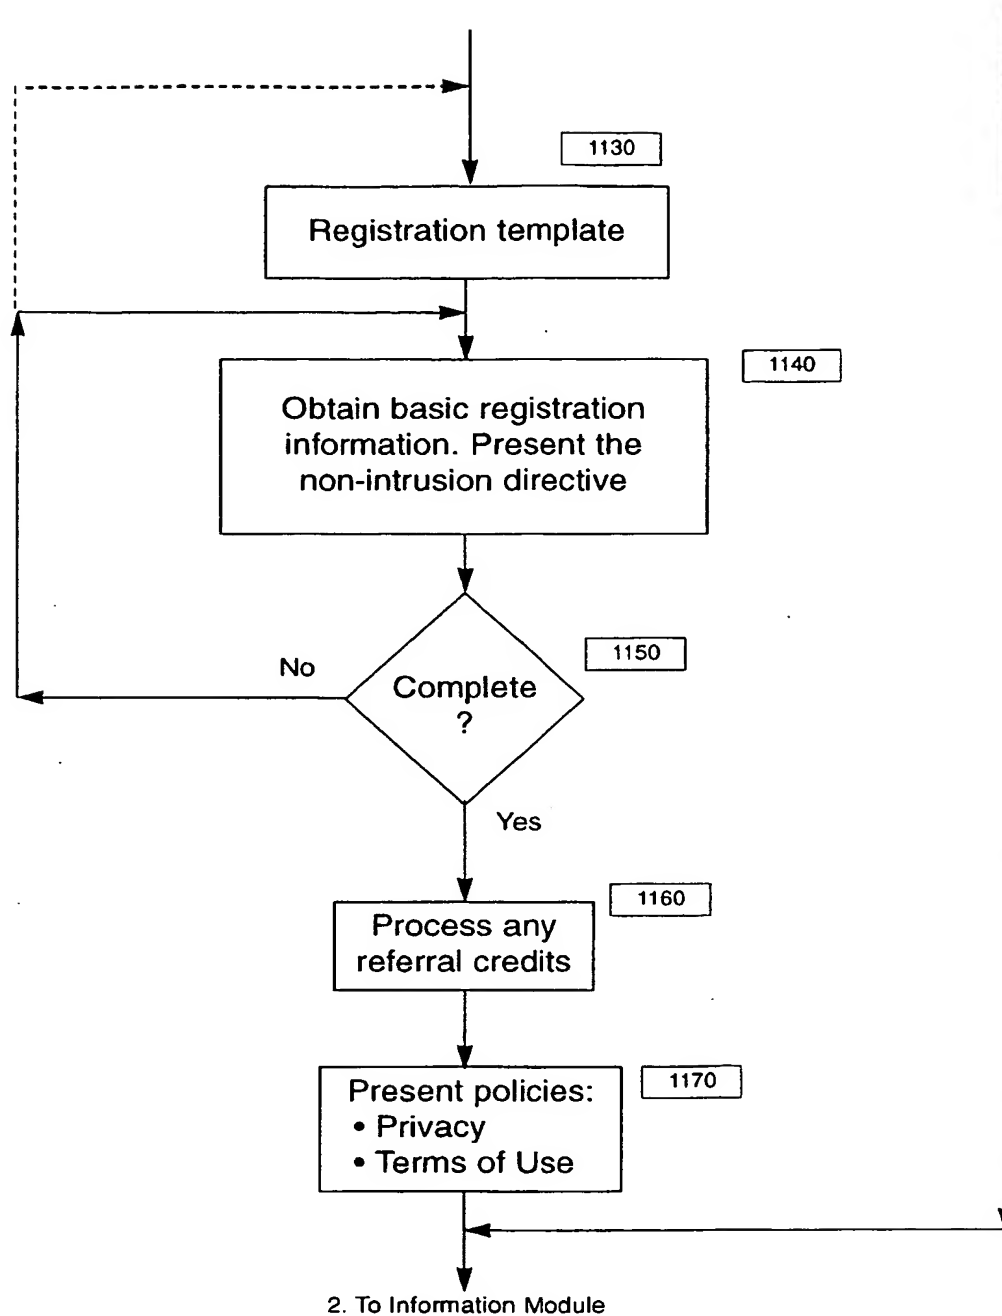 1130
Registration template
1140
Obtain basic registration
information. Present the
non-intrusion directive
1150
No
Complete
?
Yes
1160
Process any
referral credits
1170
Present policies:
• Privacy
• Terms of Use
2. To Information Module